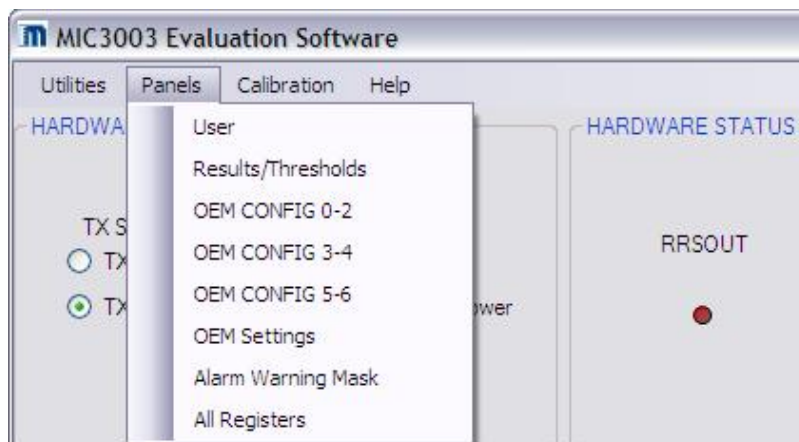 MIC3003 Evaluation Software
Utilities Panels Calibration Help
HARDWA
HARDWARE STATUS
User
Results/Thresholds
OEM CONFIG 0-2
OEM CONFIG 3-4
OEM CONFIG 5-6
OEM Settings
Alarm Warning Mask
All Registers
TX S
TX
TX
ower
RRSOUT